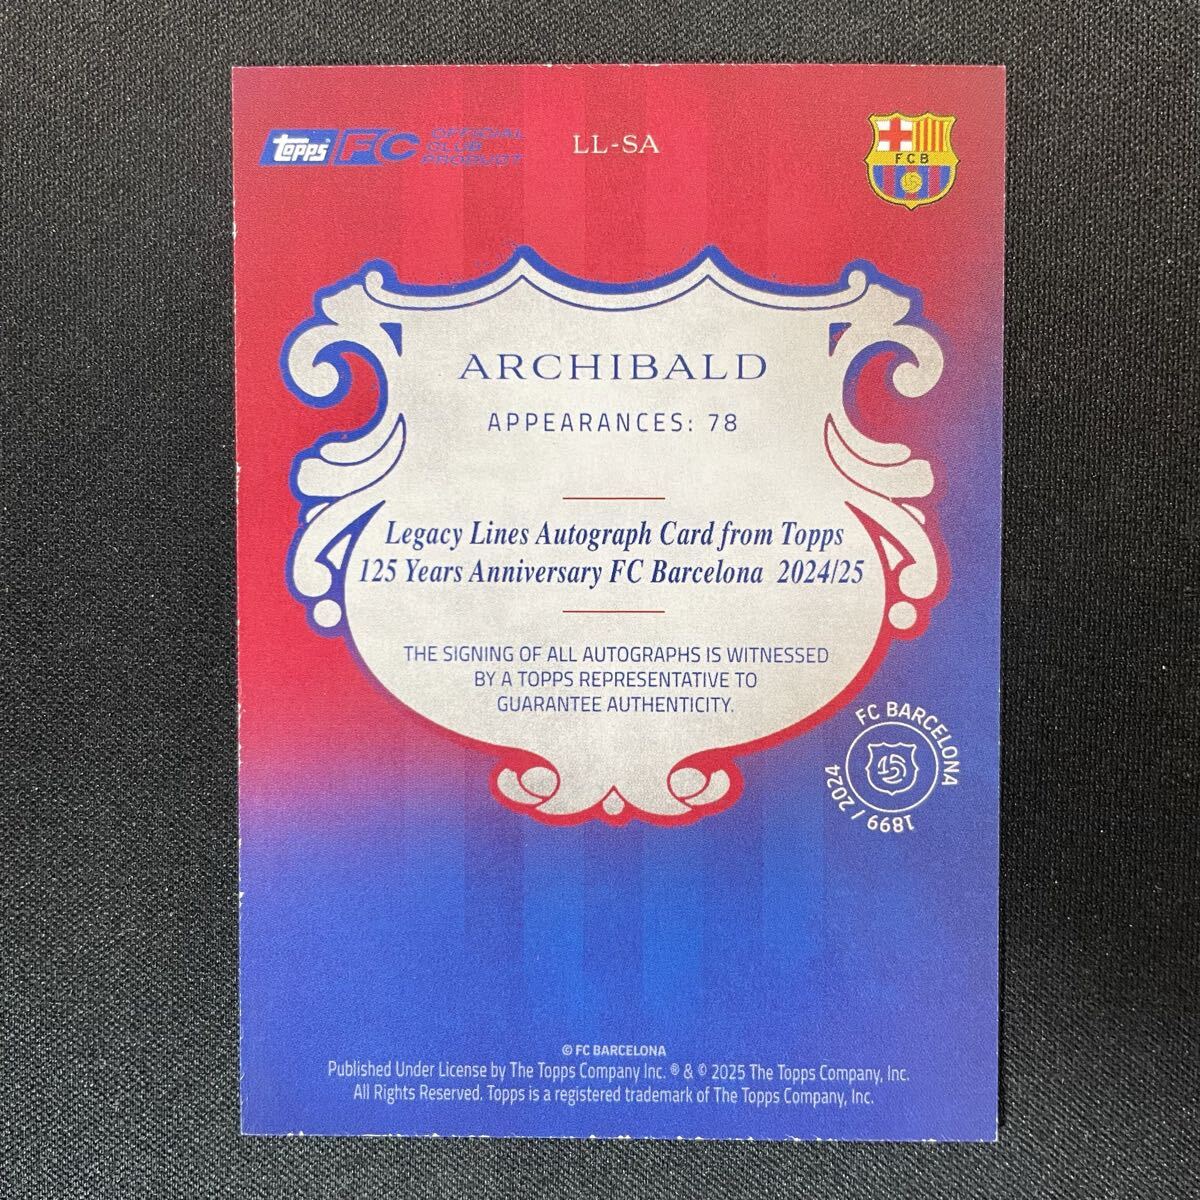 topps FC OFFICIAL
CLUB
PRODUCT
LL-SA
FCB
ARCHIBALD
APPEARANCES: 78
Legacy Lines Autograph Card from Topps
125 Years Anniversary FC Barcelona 2024/25
THE SIGNING OF ALL AUTOGRAPHS IS WITNESSED
BY A TOPPS REPRESENTATIVE TO
GUARANTEE AUTHENTICITY.
FC BARCELONA
1899 / 2024
© FC BARCELONA
Published Under License by The Topps Company Inc. ® & © 2025 The Topps Company, Inc.
All Rights Reserved. Topps is a registered trademark of The Topps Company, Inc.